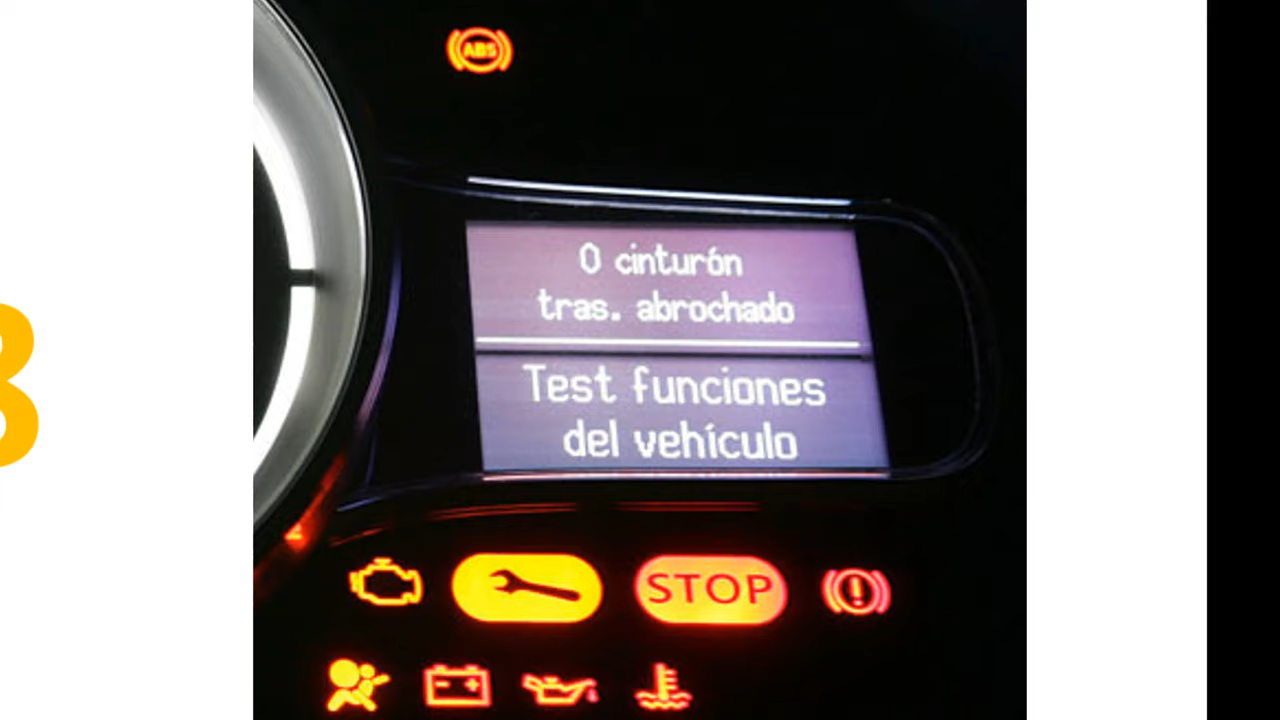 ABS
0 cinturón
tras. abrochado
Test funciones
del vehículo
STOP